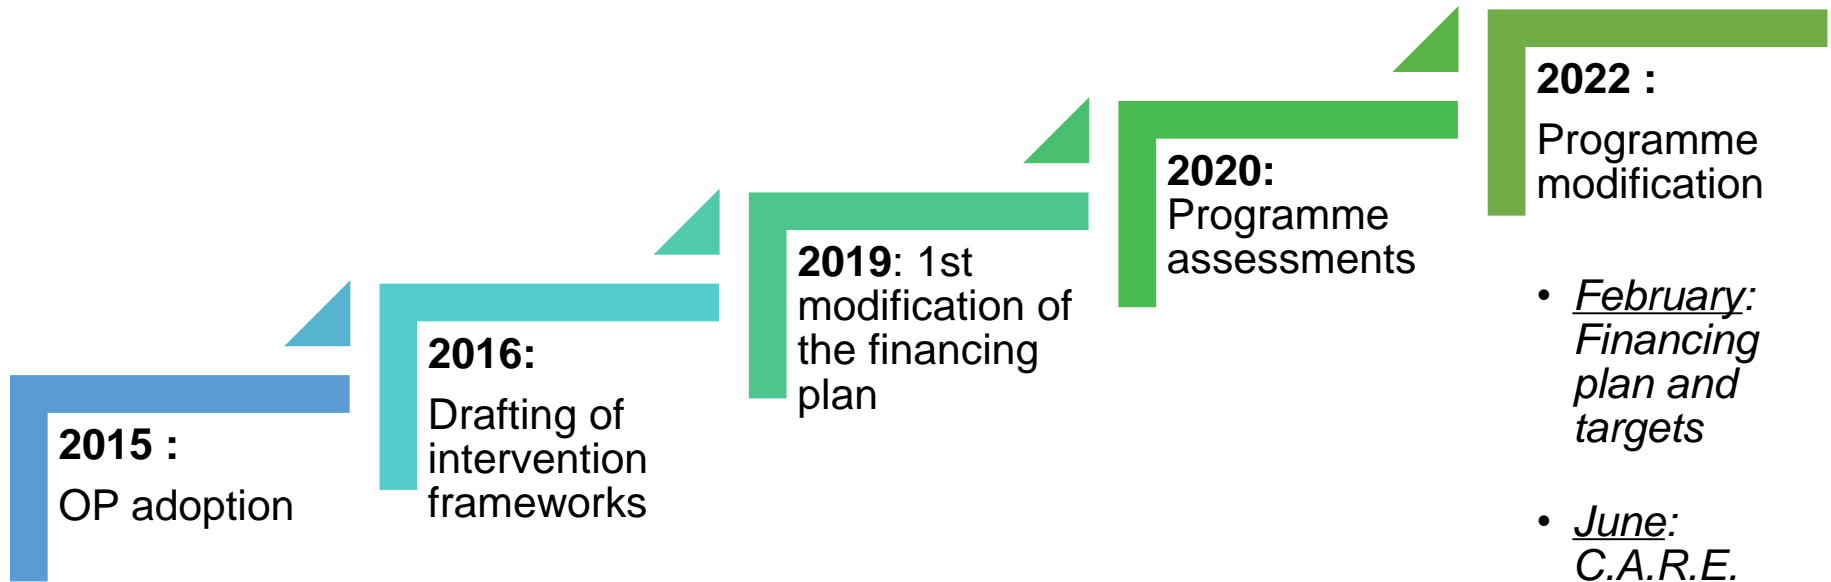 2015 :
OP adoption
2016:
Drafting of
intervention
frameworks
2019: 1st
modification of
the financing
plan
2020:
Programme
assessments
2022 :
Programme
modification
• February:
Financing
plan and
targets
• June:
C.A.R.E.